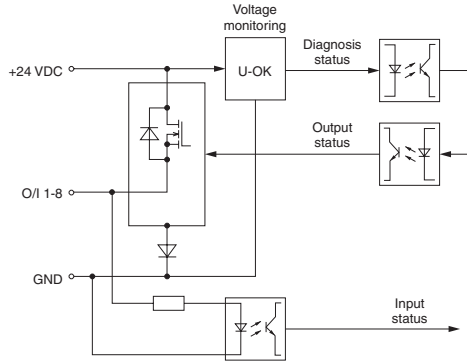 Voltage
monitoring
+24 VDC
U-OK
Diagnosis
status
Output
status
O/I 1-8
GND
Input
status